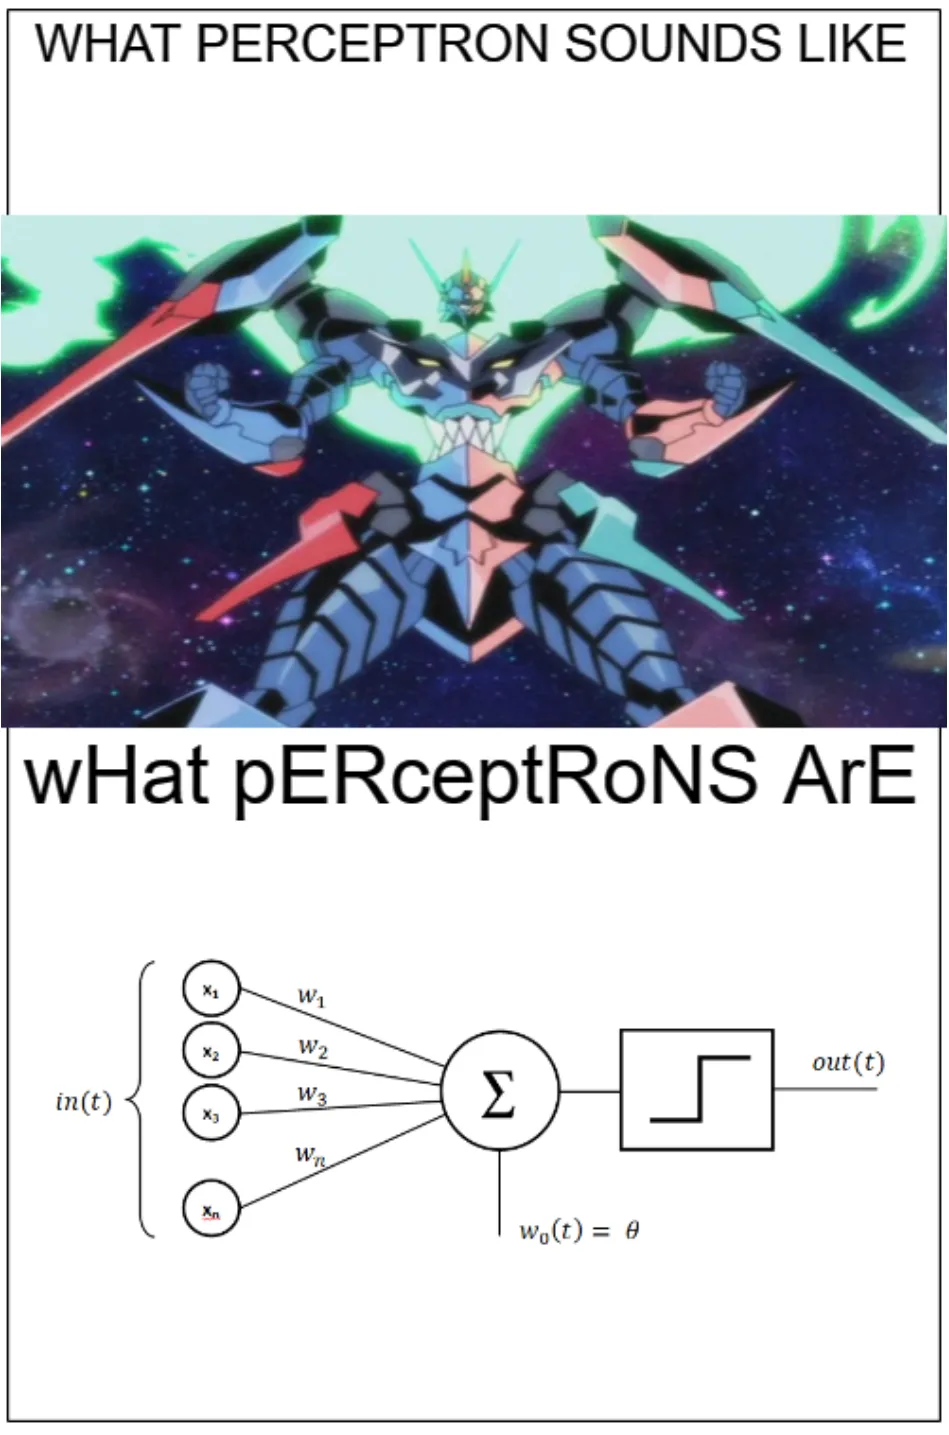 WHAT PERCEPTRON SOUNDS LIKE
wHat pERceptRoNS ArE
in(t)
x₁
x₂
x₃
xₙ
w₁
w₂
w₃
wₙ
Σ
w₀(t) = θ
out(t)